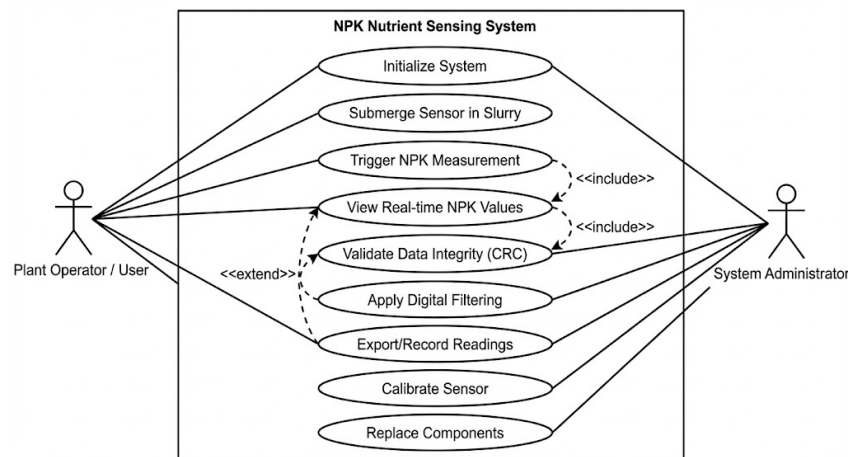 NPK Nutrient Sensing System
Initialize System
Submerge Sensor in Slurry
Trigger NPK Measurement
<<include>>
View Real-time NPK Values
<<include>>
Validate Data Integrity (CRC)
<<extend>>
Apply Digital Filtering
Export/Record Readings
Calibrate Sensor
Replace Components
Plant Operator / User
System Administrator